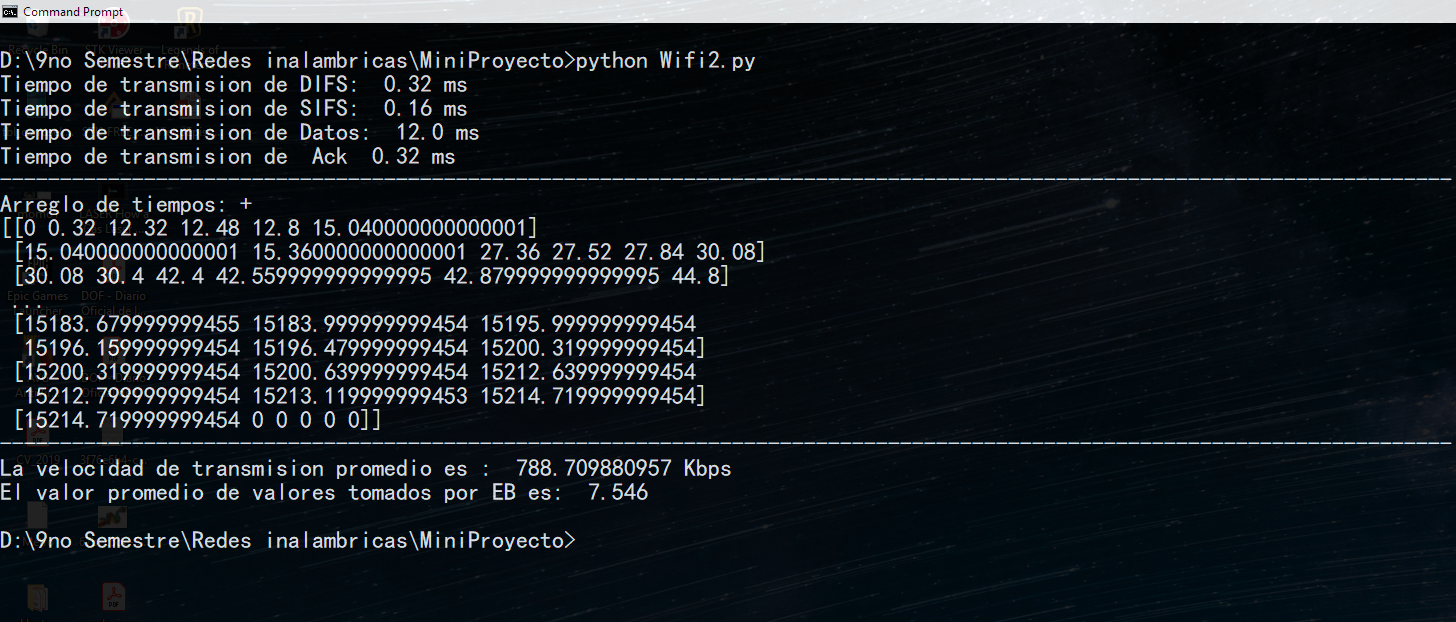 Command Prompt
D:\9no Semestre\Redes inalambricas\MiniProyecto>python Wifi2.py
Tiempo de transmision de DIFS:  0.32 ms
Tiempo de transmision de SIFS:  0.16 ms
Tiempo de transmision de Datos:  12.0 ms
Tiempo de transmision de  Ack  0.32 ms
Arreglo de tiempos: +
[[0 0.32 12.32 12.48 12.8 15.040000000000001]
[15.040000000000001 15.360000000000001 27.36 27.52 27.84 30.08]
[30.08 30.4 42.4 42.559999999999995 42.879999999999995 44.8]
...
[15183.679999999455 15183.999999999454 15195.999999999454
15196.159999999454 15196.479999999454 15200.319999999454]
[15200.319999999454 15200.639999999454 15212.639999999454
15212.799999999454 15213.119999999453 15214.719999999454]
[15214.719999999454 0 0 0 0 0]]
La velocidad de transmision promedio es :  788.709880957 Kbps
El valor promedio de valores tomados por EB es:  7.546
D:\9no Semestre\Redes inalambricas\MiniProyecto>
Epic Games
DOF - Diario
CV_2019